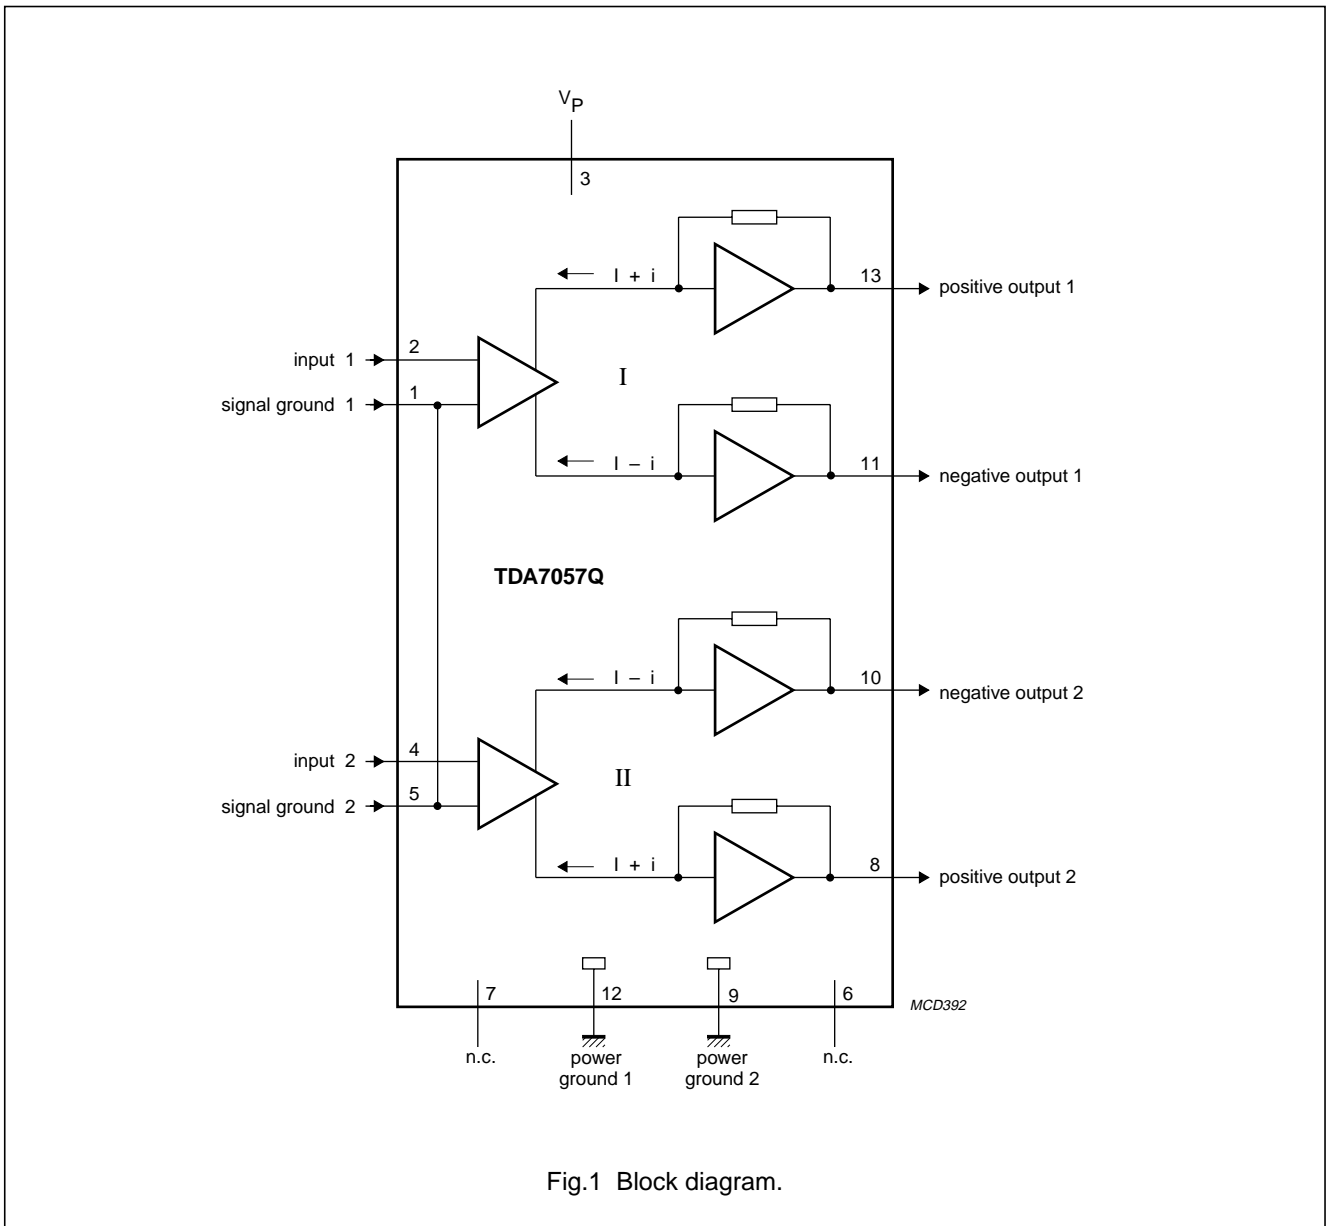 VP
3
I + i
13
positive output 1
input 1
2
I
signal ground 1
1
I – i
11
negative output 1
TDA7057Q
I – i
10
negative output 2
input 2
4
II
signal ground 2
5
I + i
8
positive output 2
7
12
9
6
MCD392
n.c.
power
ground 1
power
ground 2
n.c.
Fig.1 Block diagram.